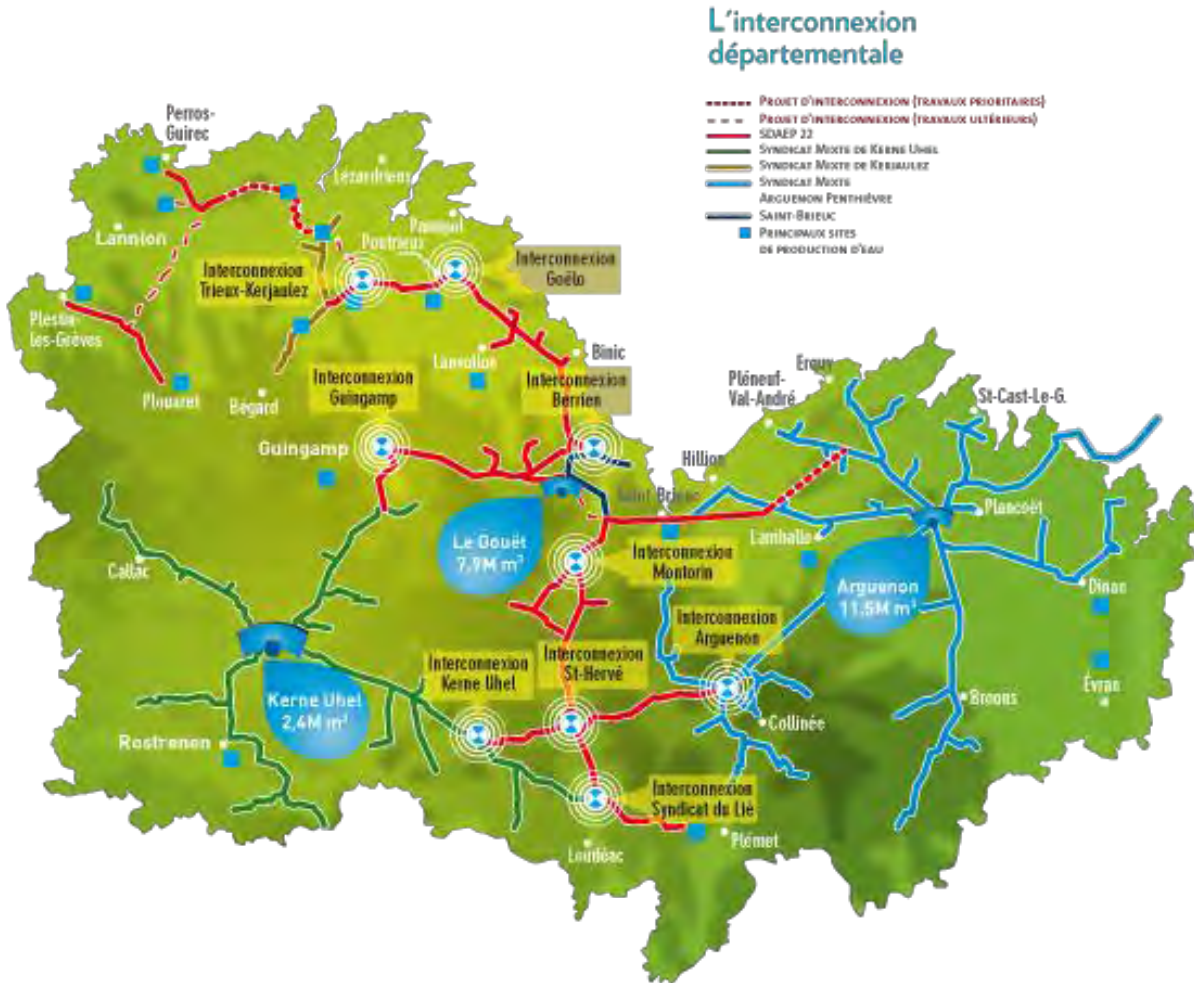 L'interconnexion
départementale
PROJET D'INTERCONNEXION (TRAVAUX PRIORITAIRES)
PROJET D'INTERCONNEXION (TRAVAUX ULTÉRIEURS)
SDAEP 22
SYNDICAT MIXTE DE KERNE UHEL
SYNDICAT MIXTE DE KERJAULEZ
SYNDICAT MIXTE
ARGUENON PENTHIÈVRE
SAINT-BRIEUC
PRINCIPAUX SITES
DE PRODUCTION D'EAU
Perros-
Guirec
Lézardrieux
Lannion
Paimpol
Pontrieux
Interconnexion
Trieux-Kerjaulez
Interconnexion
Goëlo
Plestin-
les-Grèves
Lanvollon
Binic
Plouaret
Bégard
Interconnexion
Guingamp
Interconnexion
Berrien
Erquy
Pléneuf-
Val-André
St-Cast-Le-G.
Guingamp
Hillion
Saint Brieuc
Plancoët
Lamballe
Le Gouët
7,9M m³
Interconnexion
Montorin
Callac
Arguenon
11.5M m³
Dinan
Interconnexion
Arguenon
Interconnexion
St-Hervé
Interconnexion
Kerne Uhel
Kerne Uhel
2,4M m³
Évran
Broons
Collinée
Rostrenen
Interconnexion
Syndicat du Lié
Plémet
Loudéac